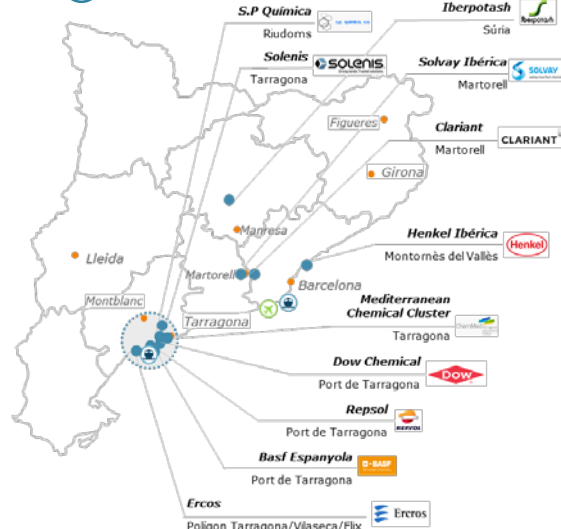 S.P Química
Riudoms
Iberpotash
Súria
Iberpotash
Solenis
Tarragona
SOLENIS
Solvay Ibérica
Martorell
SOLVAY
Figueres
Clariant
Martorell
CLARIANT
Girona
Manresa
Henkel Ibérica
Montornès del Vallès
Henkel
Lleida
Martorell
Barcelona
Montblanc
Tarragona
Mediterranean
Chemical Cluster
Tarragona
ChemMed
Dow Chemical
Port de Tarragona
Dow
Repsol
Port de Tarragona
REPSOL
Basf Espanyola
Port de Tarragona
BASF
Ercos
Polígon Tarragona/Vilaseca/Flix
Ercros